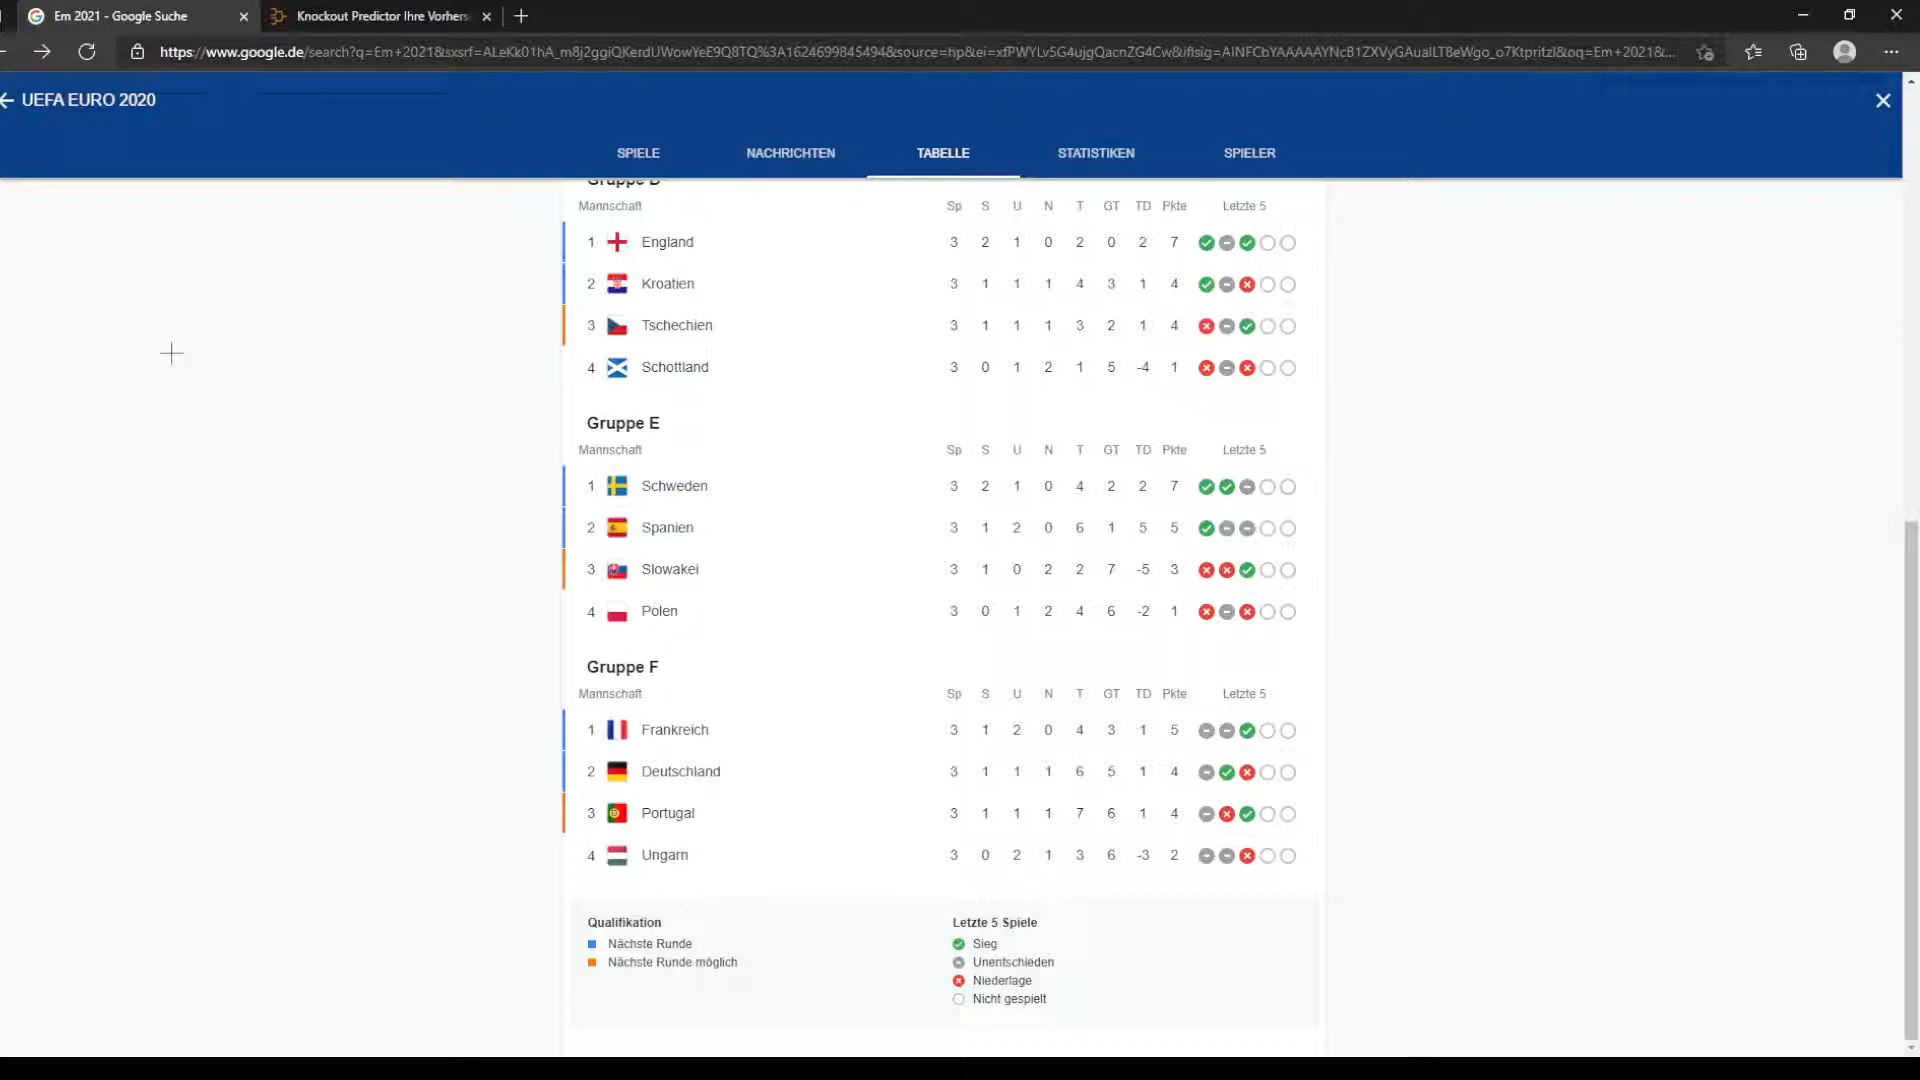 Em 2021 - Google Suche
Knockout Predictor Ihre Vorhers
UEFA EURO 2020
SPIELE NACHRICHTEN TABELLE STATISTIKEN SPIELER
Gruppe D
Mannschaft Sp S U N T GT TD Pkte Letzte 5
1 England 3 2 1 0 2 0 2 7
2 Kroatien 3 1 1 1 4 3 1 4
3 Tschechien 3 1 1 1 3 2 1 4
4 Schottland 3 0 1 2 1 5 -4 1
Gruppe E
Mannschaft Sp S U N T GT TD Pkte Letzte 5
1 Schweden 3 2 1 0 4 2 2 7
2 Spanien 3 1 2 0 6 1 5 5
3 Slowakei 3 1 0 2 2 7 -5 3
4 Polen 3 0 1 2 4 6 -2 1
Gruppe F
Mannschaft Sp S U N T GT TD Pkte Letzte 5
1 Frankreich 3 1 2 0 4 3 1 5
2 Deutschland 3 1 1 1 6 5 1 4
3 Portugal 3 1 1 1 7 6 1 4
4 Ungarn 3 0 2 1 3 6 -3 2
Qualifikation
Nächste Runde
Nächste Runde möglich
Letzte 5 Spiele
Sieg
Unentschieden
Niederlage
Nicht gespielt